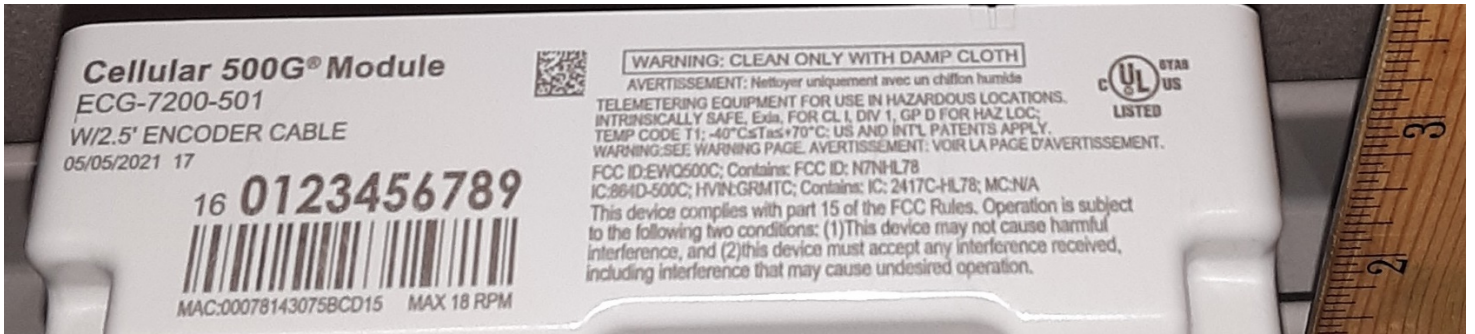 Cellular 500G® Module
ECG-7200-501
W/2.5' ENCODER CABLE
05/05/2021 17
16 0123456789
MAC:00078143075BCD15 MAX 18 RPM
WARNING: CLEAN ONLY WITH DAMP CLOTH
AVERTISSEMENT: Nettoyer uniquement avec un chiffon humide
TELEMETERING EQUIPMENT FOR USE IN HAZARDOUS LOCATIONS.
INTRINSICALLY SAFE, Exia, FOR CL I, DIV 1, GP D FOR HAZ LOC;
TEMP CODE T1; -40°C≤Ta≤+70°C; US AND INT'L PATENTS APPLY.
WARNING:SEE WARNING PAGE. AVERTISSEMENT: VOIR LA PAGE D'AVERTISSEMENT.
FCC ID:EWQ500C; Contains: FCC ID: N7NHL78
IC:864D-500C; HVIN:GRMTC; Contains: IC: 2417C-HL78; MC:N/A
This device complies with part 15 of the FCC Rules. Operation is subject
to the following two conditions: (1)This device may not cause harmful
interference, and (2)this device must accept any interference received,
including interference that may cause undesired operation.
C UL US
LISTED
3
2